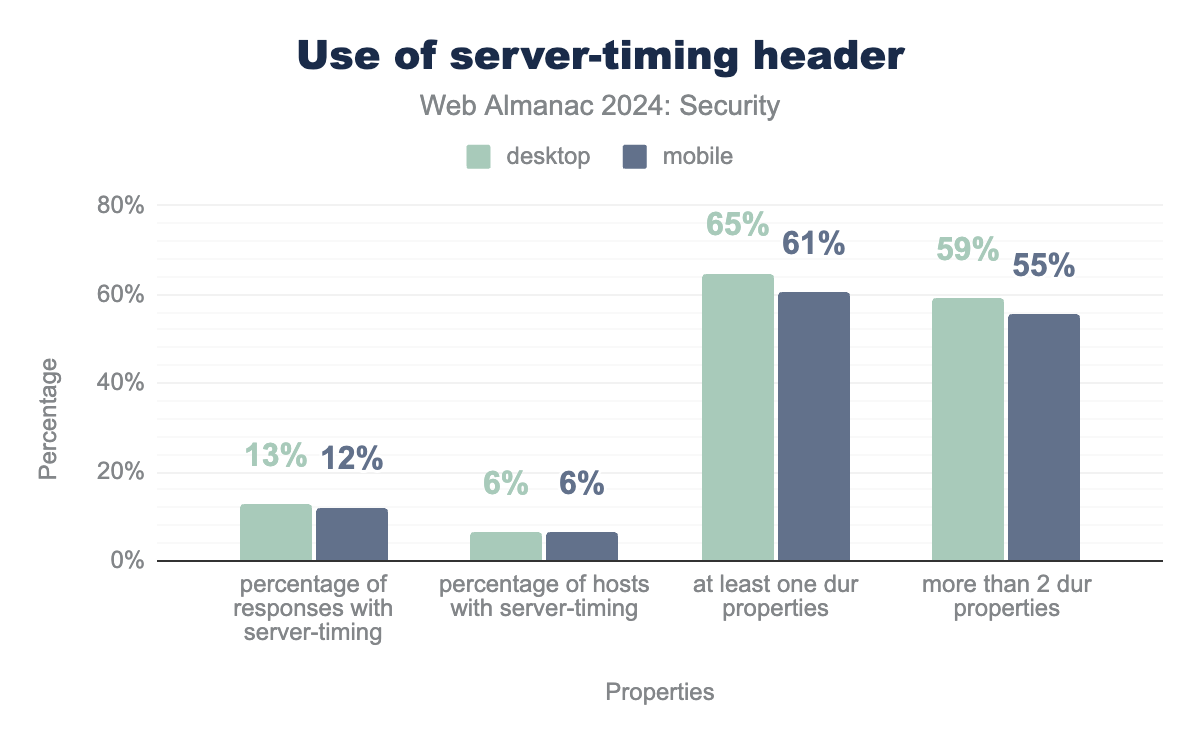 Use of server-timing header
Web Almanac 2024: Security
desktop
mobile
80%
60%
40%
20%
0%
Percentage
13%
12%
6%
6%
65%
61%
59%
55%
percentage of
responses with
server-timing
percentage of hosts
with server-timing
at least one dur
properties
more than 2 dur
properties
Properties